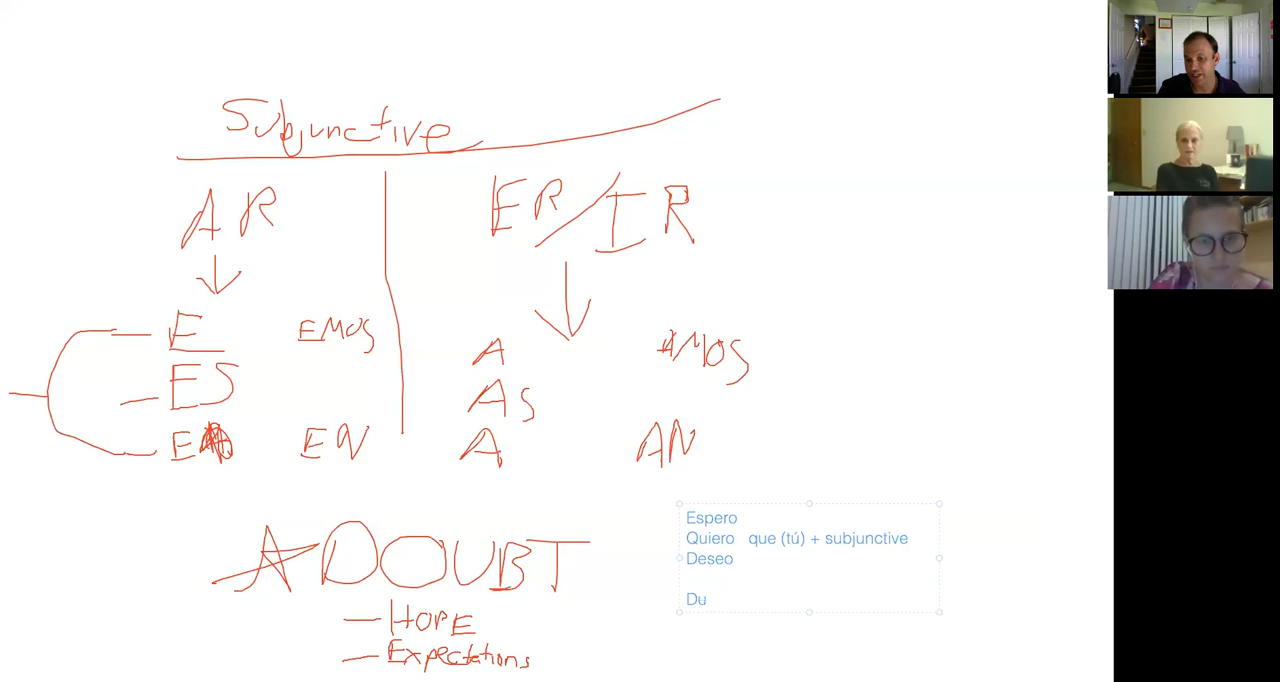 Subjunctive
AR ER/IR
E EMOS A AMOS
ES AS
E EN A AN
DOUBT
HOPE
Expectations
Espero
Quiero que (tú) + subjunctive
Deseo
Du